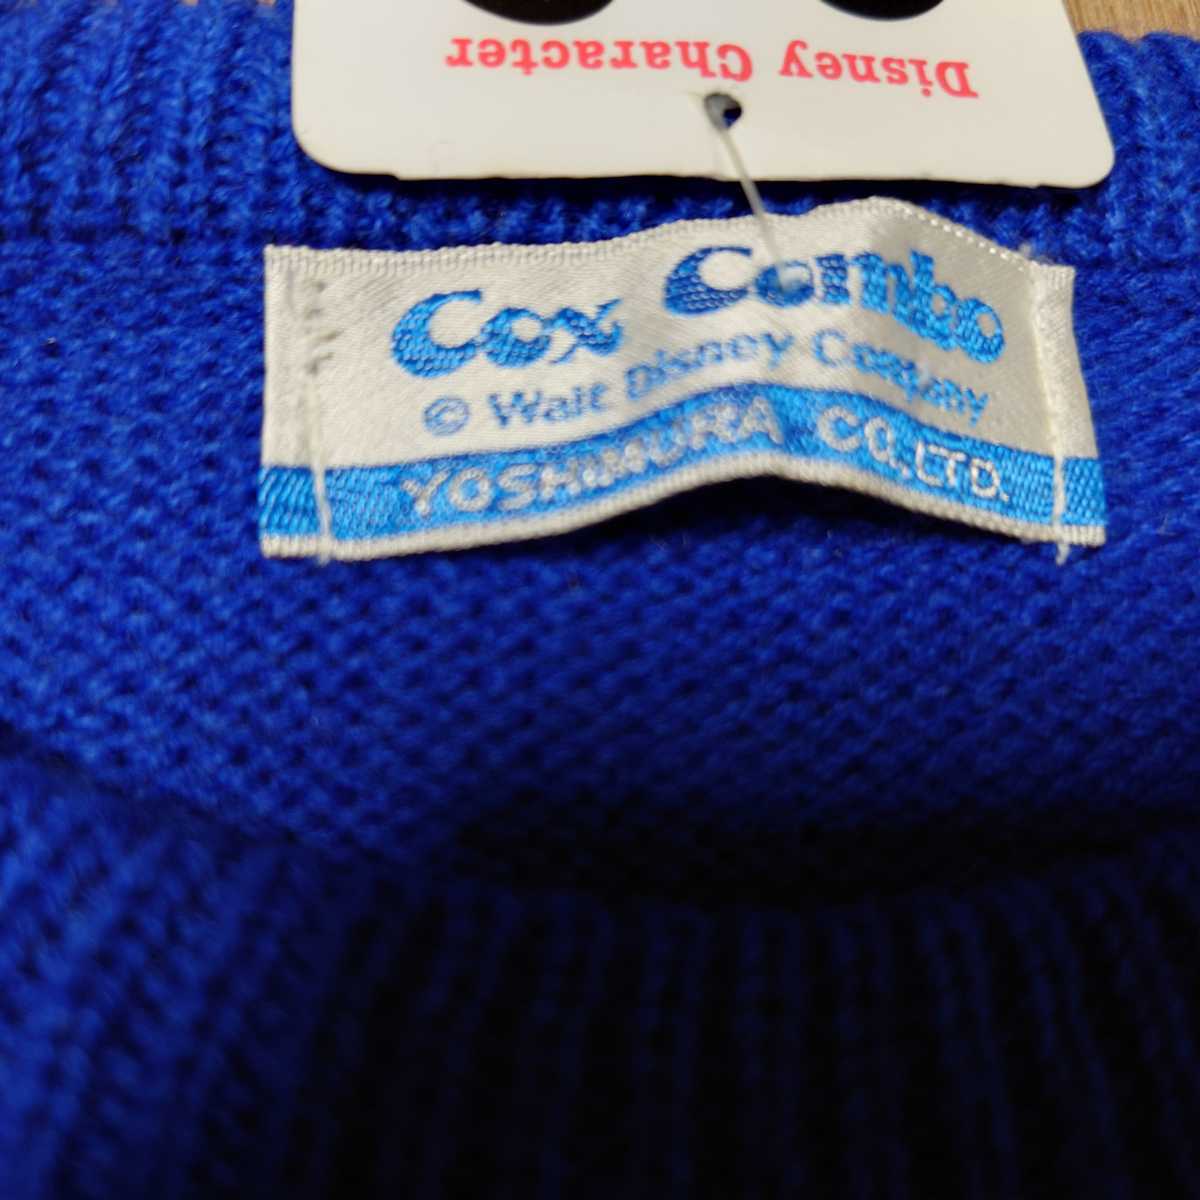 Disney Character
Cox Combo
© Walt Disney Company
YOSHIMURA CO.,LTD.